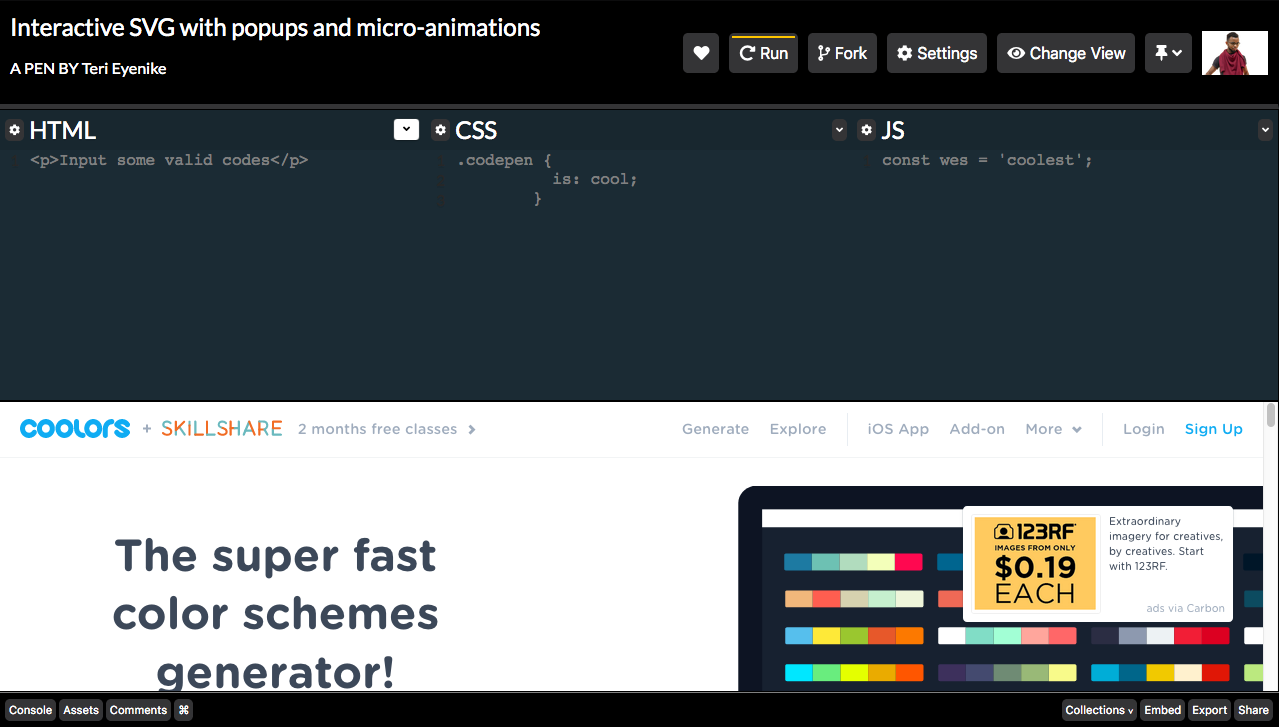 Interactive SVG with popups and micro-animations
A PEN BY Teri Eyenike
Run
Fork
Settings
Change View
HTML
CSS
JS
<p>Input some valid codes</p>
.codepen {
is: cool;
}
const wes = 'coolest';
coolors + SKILLSHARE 2 months free classes
Generate Explore iOS App Add-on More Login Sign Up
The super fast
color schemes
generator!
123RF
IMAGES FROM ONLY
$0.19
EACH
Extraordinary
imagery for creatives,
by creatives. Start
with 123RF.
ads via Carbon
Console Assets Comments ⌘
Collections Embed Export Share